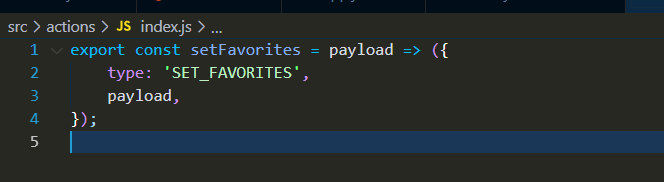 src > actions > JS index.js > ...
1 export const setFavorites = payload => ({
2     type: 'SET_FAVORITES',
3     payload,
4 });
5